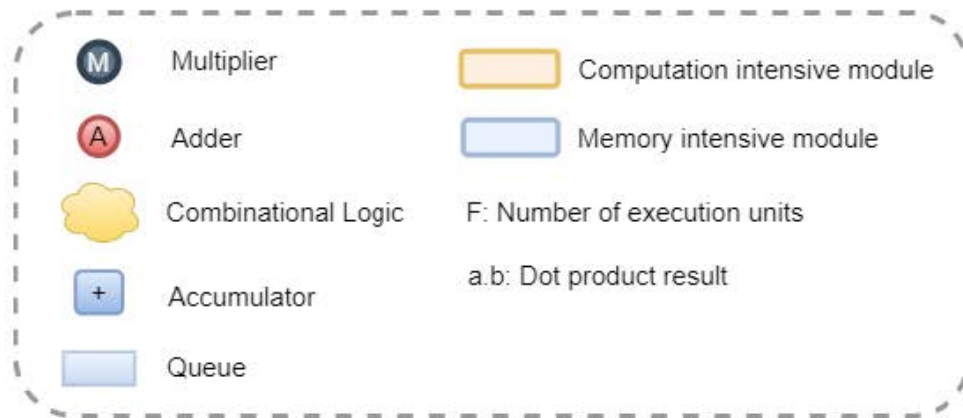 M Multiplier
Computation intensive module
A Adder
Memory intensive module
Combinational Logic
F: Number of execution units
+ Accumulator
a.b: Dot product result
Queue